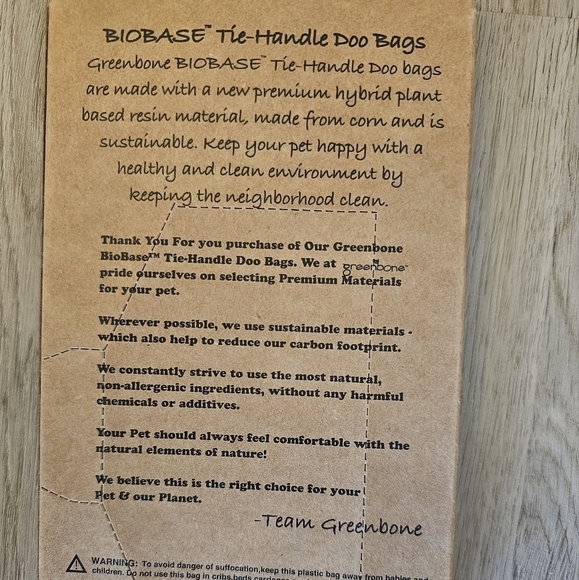 BIOBASE™ Tie-Handle Doo Bags
Greenbone BIOBASE™ Tie-Handle Doo bags
are made with a new premium hybrid plant
based resin material, made from corn and is
sustainable. Keep your pet happy with a
healthy and clean environment by
keeping the neighborhood clean.
Thank You For you purchase of Our Greenbone
BioBase™ Tie-Handle Doo Bags. We at greenbone™
pride ourselves on selecting Premium Materials
for your pet.
Wherever possible, we use sustainable materials -
which also help to reduce our carbon footprint.
We constantly strive to use the most natural,
non-allergenic ingredients, without any harmful
chemicals or additives.
Your Pet should always feel comfortable with the
natural elements of nature!
We believe this is the right choice for your
Pet & our Planet.
-Team Greenbone
WARNING: To avoid danger of suffocation,keep this plastic bag away from babies and
children. Do not use this bag in cribs,beds,carriages